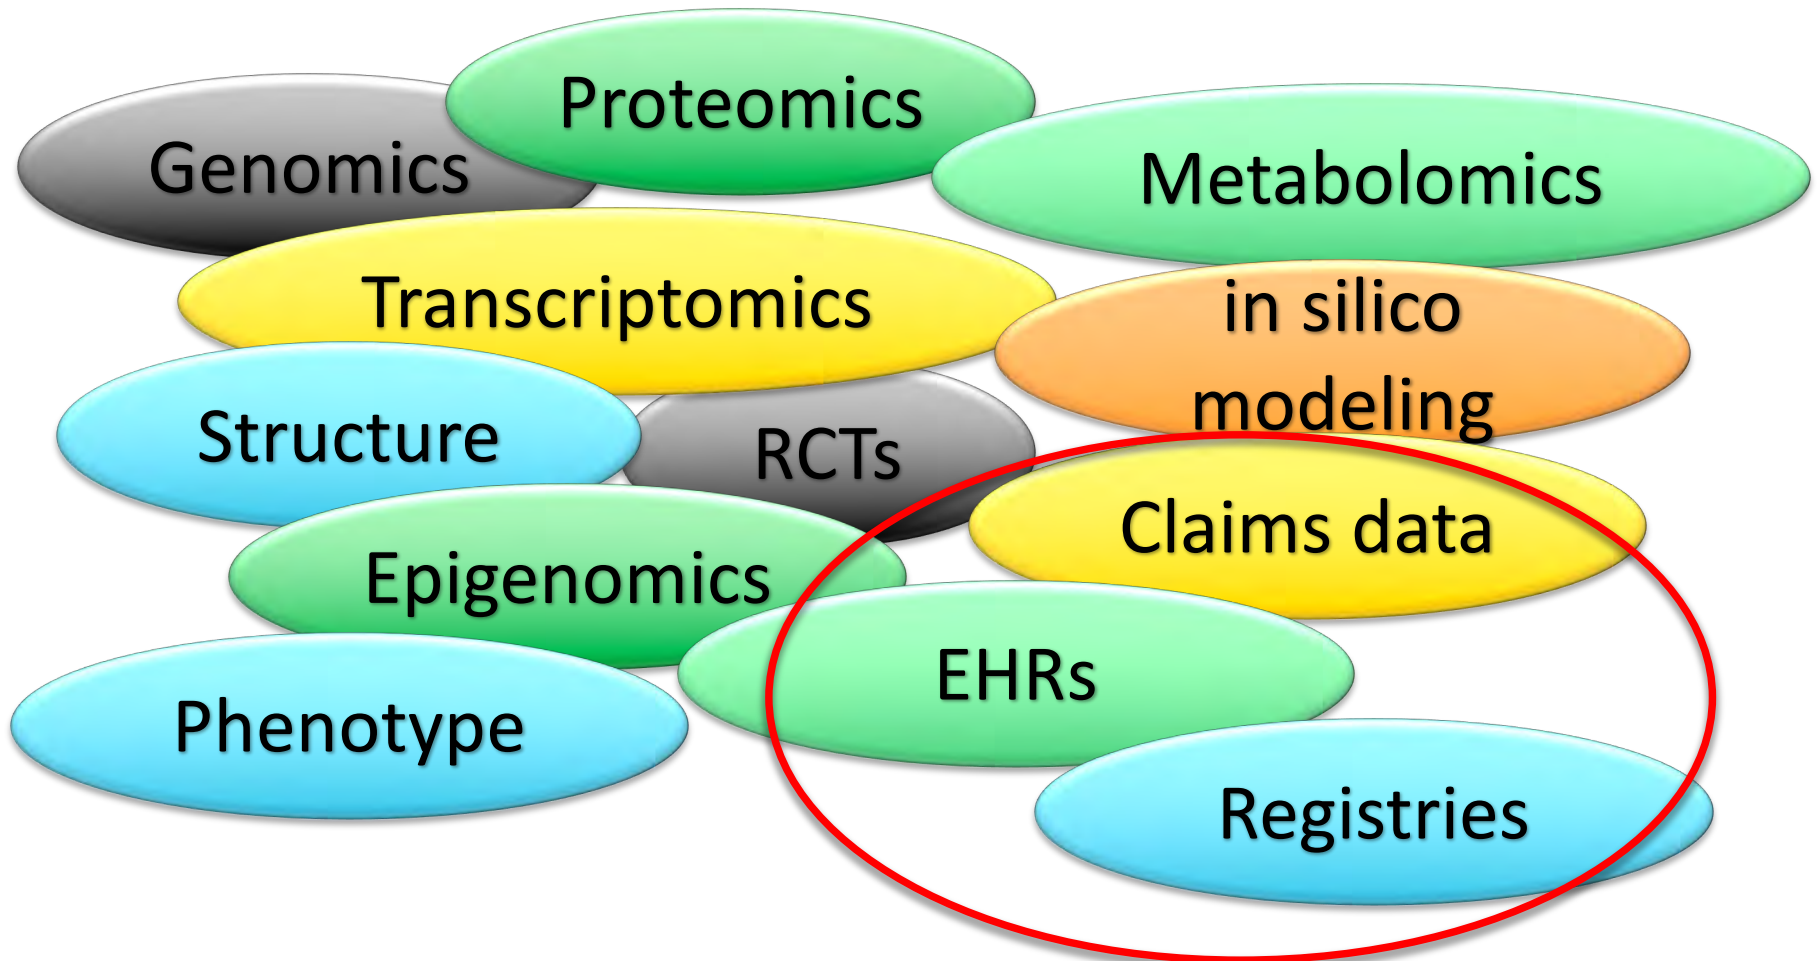 Proteomics
Genomics
Metabolomics
Transcriptomics
in silico
modeling
Structure
RCTs
Claims data
Epigenomics
EHRs
Phenotype
Registries